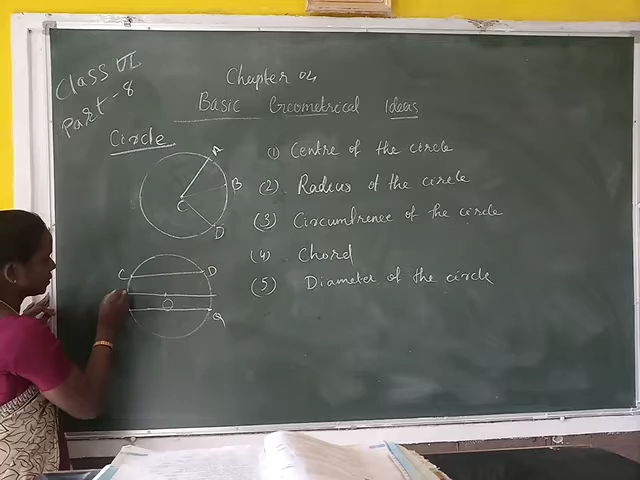 Class VI
Part - 8
Chapter 04
Basic Geometrical Ideas
Circle
A
B
C
D
(1) Centre of the circle
(2) Radius of the circle
(3) Circumfrence of the circle
(4) Chord
(5) Diameter of the circle
C
D
O
Q